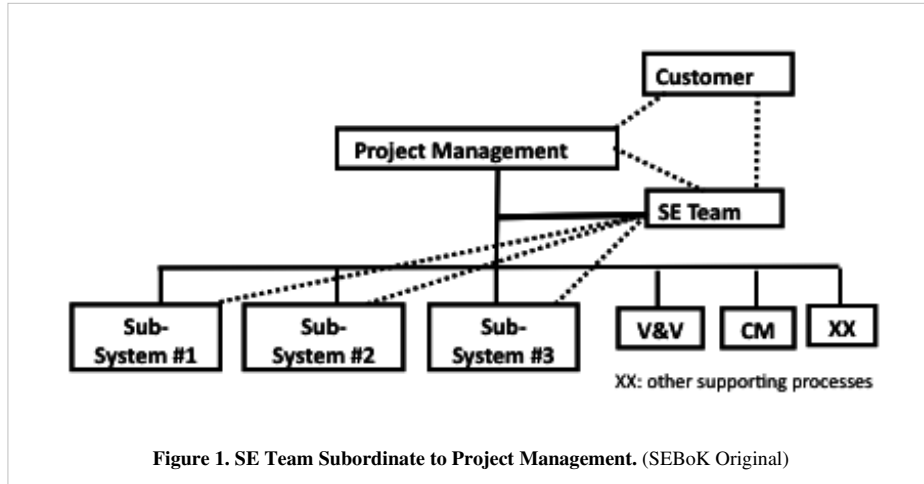 Customer
Project Management
SE Team
Sub-
System #1
Sub-
System #2
Sub-
System #3
V&V
CM
XX
XX: other supporting processes
Figure 1. SE Team Subordinate to Project Management. (SEBoK Original)